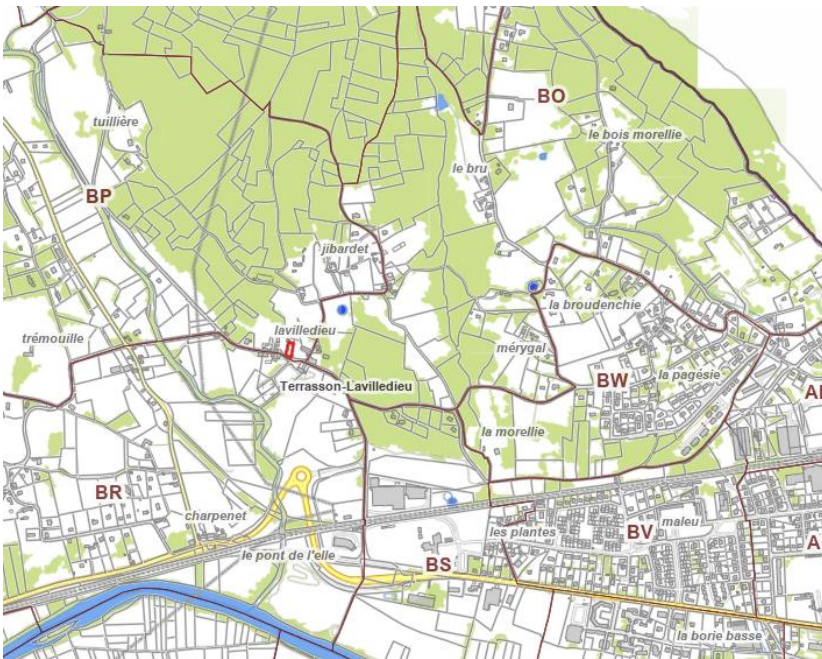 BO
tuillière
le bois morellie
le bru
BP
jibardet
la broudenchie
lavilledieu
trémouille
mérygal
la pagésie
BW
Terrasson-Lavilledieu
la morellie
BR
charpenet
maleu
les plantes
BV
le pont de l'elle
BS
la borie basse